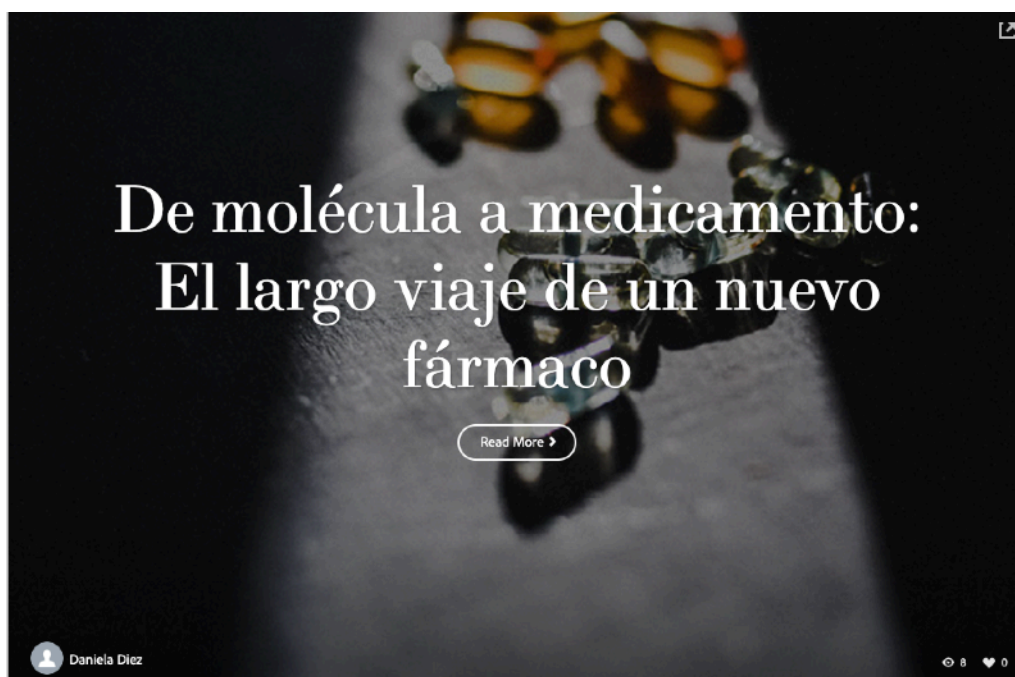 De molécula a medicamento:
El largo viaje de un nuevo
fármaco
Read More >
Daniela Diez
8 0